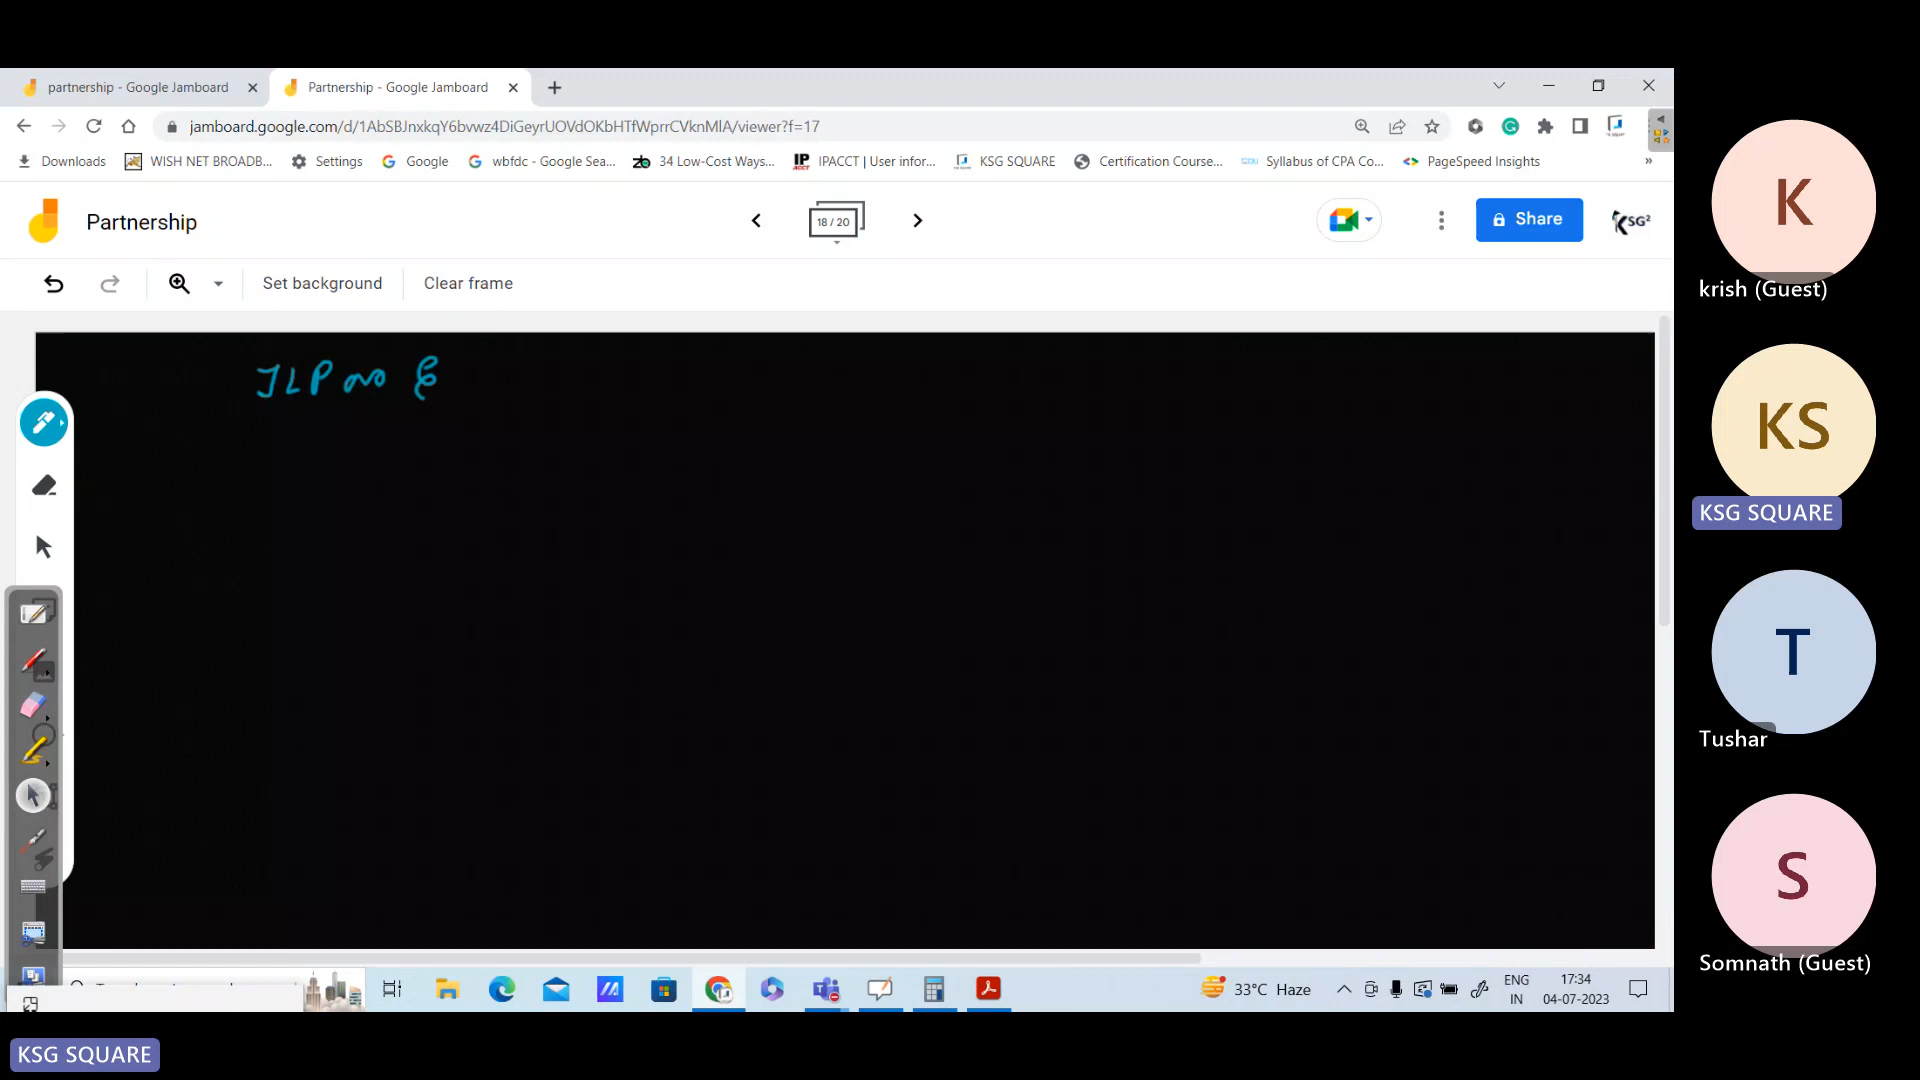 partnership - Google Jamboard
Partnership - Google Jamboard
jamboard.google.com/d/1AbSBJnxkqY6bvwz4DiGeyrUOVdOKbHTfWprrCVknMlA/viewer?f=17
Downloads
WISH NET BROADB...
Settings
Google
wbfdc - Google Sea...
34 Low-Cost Ways...
IPACCT | User infor...
KSG SQUARE
Certification Course...
Syllabus of CPA Co...
PageSpeed Insights
»
Partnership
18 / 20
Share
KSG²
Set background
Clear frame
JLP
K
krish (Guest)
KS
KSG SQUARE
T
Tushar
S
Somnath (Guest)
33°C Haze
ENG
IN
17:34
04-07-2023
KSG SQUARE